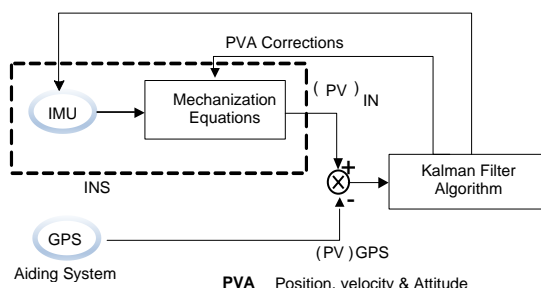 PVA Corrections
IMU
Mechanization
Equations
( PV ) IN
INS
+
-
Kalman Filter
Algorithm
GPS
Aiding System
(PV)GPS
PVA Position, velocity & Attitude